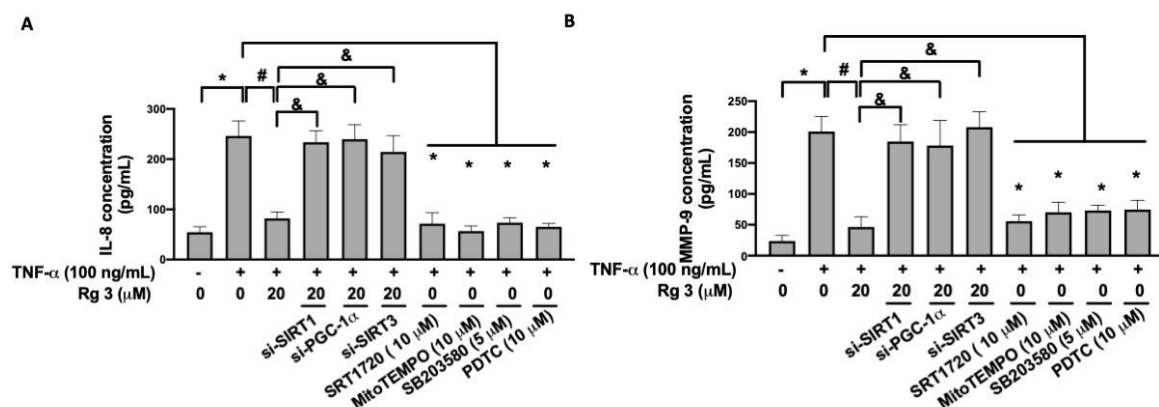 A
*
#
&
&
&
IL-8 concentration
(pg/mL)
300
200
100
0
* * * *
TNF-α (100 ng/mL) - + + + + + + + + +
Rg 3 (μM) 0 0 20 20 20 20 0 0 0 0
si-SIRT1
si-PGC-1α
si-SIRT3
SRT1720 ( 10 μM)
MitoTEMPO (10 μM)
SB203580 (5 μM)
PDTC (10 μM)
B
*
#
&
&
&
MMP-9 concentration
(pg/mL)
250
200
150
100
50
0
* * * *
TNF-α (100 ng/mL) - + + + + + + + + +
Rg 3 (μM) 0 0 20 20 20 20 0 0 0 0
si-SIRT1
si-PGC-1α
si-SIRT3
SRT1720 ( 10 μM)
MitoTEMPO (10 μM)
SB203580 (5 μM)
PDTC (10 μM)